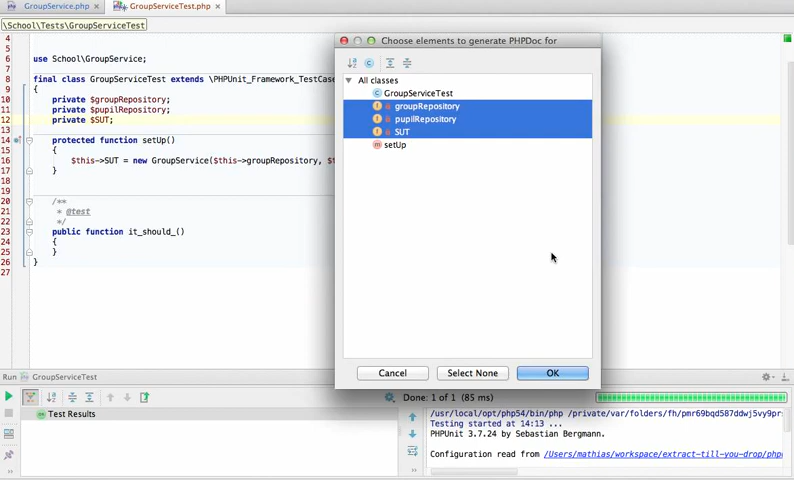 GroupService.php
GroupServiceTest.php
\School\Tests\GroupServiceTest
4
5
6 use School\GroupService;
7
8 final class GroupServiceTest extends \PHPUnit_Framework_TestCase
9 {
10 private $groupRepository;
11 private $pupilRepository;
12 private $SUT;
13
14 protected function setUp()
15 {
16 $this->SUT = new GroupService($this->groupRepository,
17 }
18
19
20 /**
21 * @test
22 */
23 public function it_should_()
24 {
25 }
26 }
27
Choose elements to generate PHPDoc for
All classes
GroupServiceTest
groupRepository
pupilRepository
SUT
setUp
Cancel
Select None
OK
Run GroupServiceTest
Done: 1 of 1 (85 ms)
Test Results
/usr/local/opt/php54/bin/php /private/var/folders/fh/pmr69bqd587ddwj5vy9prs
Testing started at 14:13 ...
PHPUnit 3.7.24 by Sebastian Bergmann.
Configuration read from /Users/mathias/workspace/extract-till-you-drop/php